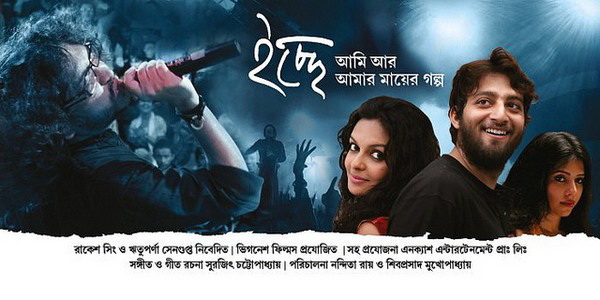 ইচ্ছে
আমি আর
আমার মায়ের গল্প
রাকেশ সিং ও ঋতুপর্ণা সেনগুপ্ত নিবেদিত | ভিগনেশ ফিল্মস প্রযোজিত | সহ প্রযোজনা এনক্যাশ এন্টারটেনমেন্ট প্রাঃ লিঃ
সঙ্গীত ও গীত রচনা সুরজিৎ চট্টোপাধ্যায় | পরিচালনা নন্দিতা রায় ও শিবপ্রসাদ মুখোপাধ্যায়